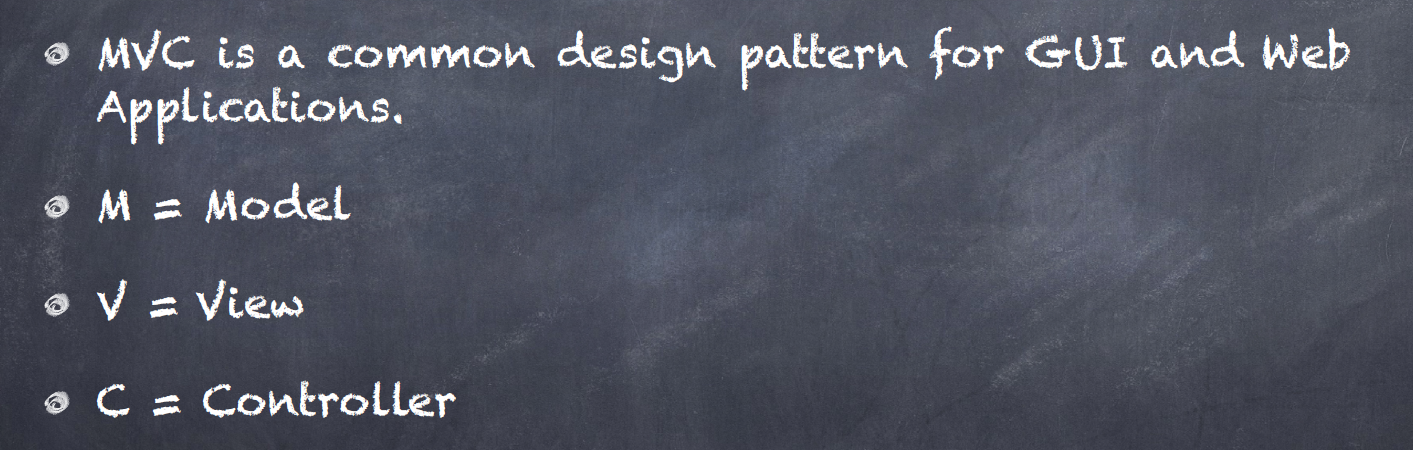 MVC is a common design pattern for GUI and Web
Applications.
M = Model
V = View
C = Controller